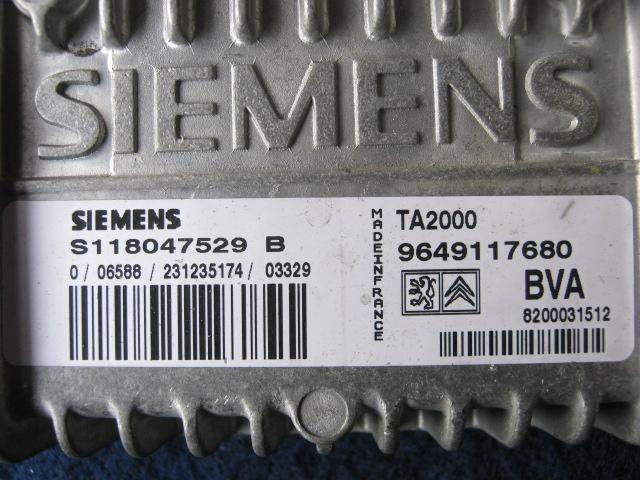 SIEMENS
SIEMENS
S118047529 B
0 / 06588 / 231235174 / 03329
MADEINFRANCE
TA2000
9649117680
BVA
8200031512